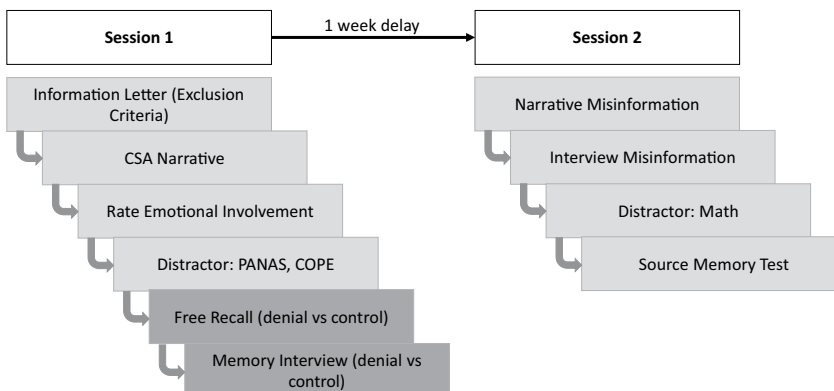 Session 1
1 week delay
Session 2
Information Letter (Exclusion
Criteria)
CSA Narrative
Rate Emotional Involvement
Distractor: PANAS, COPE
Free Recall (denial vs control)
Memory Interview (denial vs
control)
Narrative Misinformation
Interview Misinformation
Distractor: Math
Source Memory Test